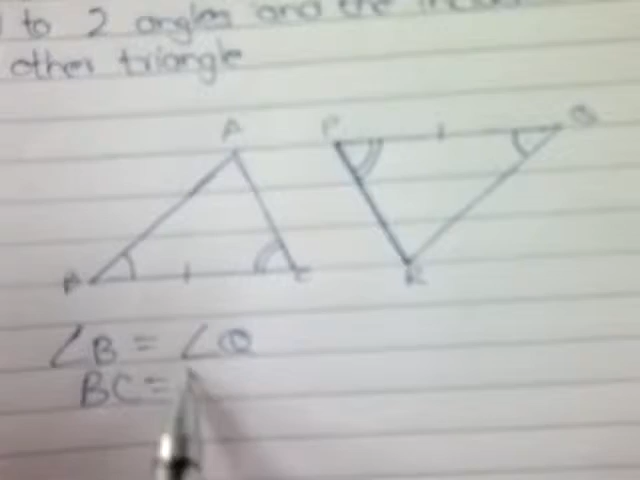 to 2 angles and the
other triangle
A
P
Q
B
C
R
∠B = ∠Q
BC =